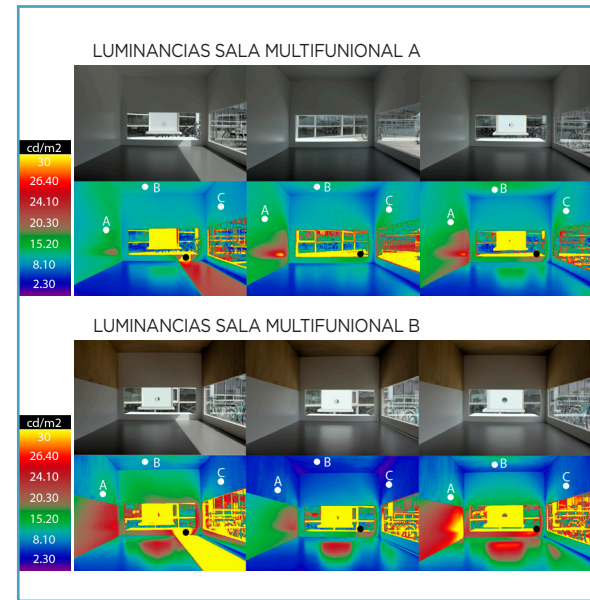 LUMINANCIAS SALA MULTIFUNIONAL A
cd/m2
30
26.40
24.10
20.30
15.20
8.10
2.30
A
B
C
A
B
C
A
B
C
LUMINANCIAS SALA MULTIFUNIONAL B
cd/m2
30
26.40
24.10
20.30
15.20
8.10
2.30
A
B
C
A
B
C
A
B
C